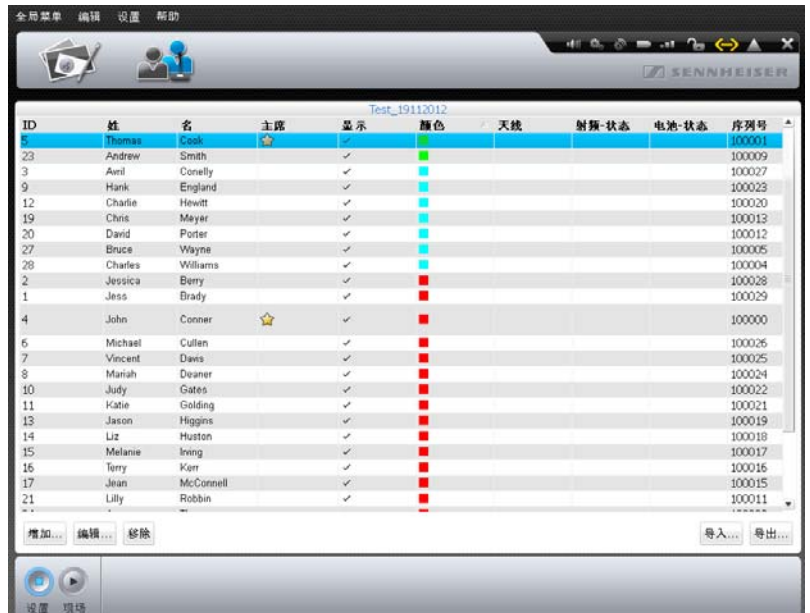 全局菜单 编辑 设置 帮助
SENNHEISER
Test_19112012
ID 姓 名 主席 显示 颜色 天线 射频-状态 电池-状态 序列号
5 Thomas Cook 100001
23 Andrew Smith 100009
3 Avril Conelly 100027
9 Hank England 100023
12 Charlie Hewitt 100020
19 Chris Meyer 100013
20 David Porter 100012
27 Bruce Wayne 100005
28 Charles Williams 100004
2 Jessica Berry 100028
1 Jess Brady 100029
4 John Conner 100000
6 Michael Cullen 100026
7 Vincent Davis 100025
8 Mariah Deaner 100024
10 Judy Gates 100022
11 Katie Golding 100021
13 Jason Higgins 100019
14 Liz Huston 100018
15 Melanie Irving 100017
16 Terry Kerr 100016
17 Jean McConnell 100015
21 Lilly Robbin 100011
增加... 编辑... 移除 导入... 导出...
设置 现场